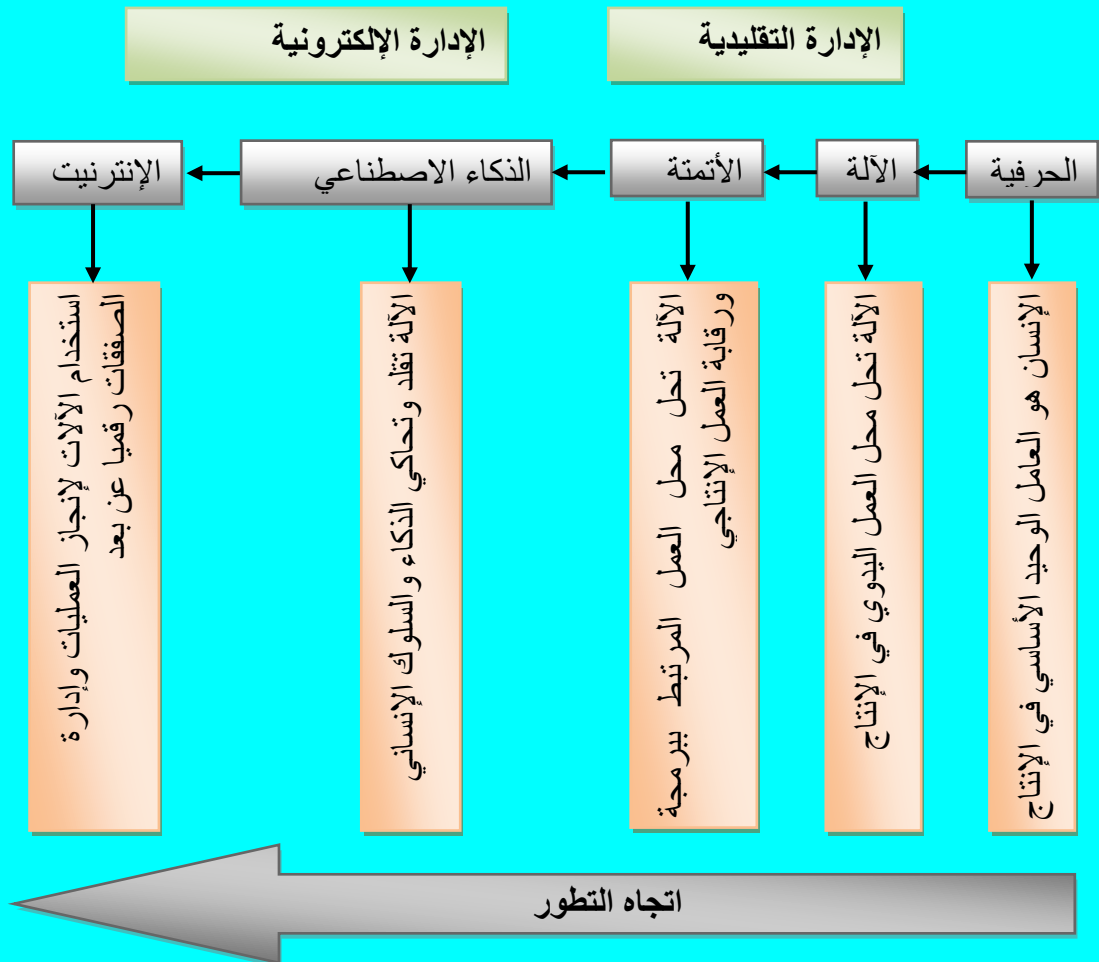 الإدارة التقليدية
الإدارة الإلكترونية
الحرفية
الآلة
الأتمتة
الذكاء الاصطناعي
الإنترنيت
الإنسان هو العامل الوحيد الأساسي في الإنتاج
الآلة تحل محل العمل اليدوي في الإنتاج
الآلة تحل محل العمل المرتبط ببرمجة
ورقابة العمل الإنتاجي
الآلة تقلد وتحاكي الذكاء والسلوك الإنساني
استخدام الآلات لإنجاز العمليات وإدارة
الصفقات رقميا عن بعد
اتجاه التطور